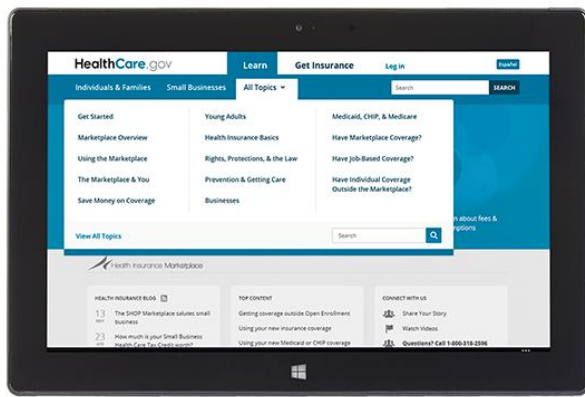 HealthCare.gov
Learn
Get Insurance
Log in
Español
Individuals & Families
Small Businesses
All Topics
Search
SEARCH
Get Started
Marketplace Overview
Using the Marketplace
The Marketplace & You
Save Money on Coverage
Young Adults
Health Insurance Basics
Rights, Protections, & the Law
Prevention & Getting Care
Businesses
Medicaid, CHIP, & Medicare
Have Marketplace Coverage?
Have Job-Based Coverage?
Have Individual Coverage
Outside the Marketplace?
View All Topics
Search
about fees &
Health Insurance Marketplace
HEALTH INSURANCE BLOG
13
The SHOP Marketplace salutes small
business
23
How much is your Small Business
Health Care Tax Credit worth?
TOP CONTENT
Getting coverage outside Open Enrollment
Using your new insurance coverage
Using your new Medicaid or CHIP coverage
CONNECT WITH US
Share Your Story
Watch Videos
Questions? Call 1-800-318-2596